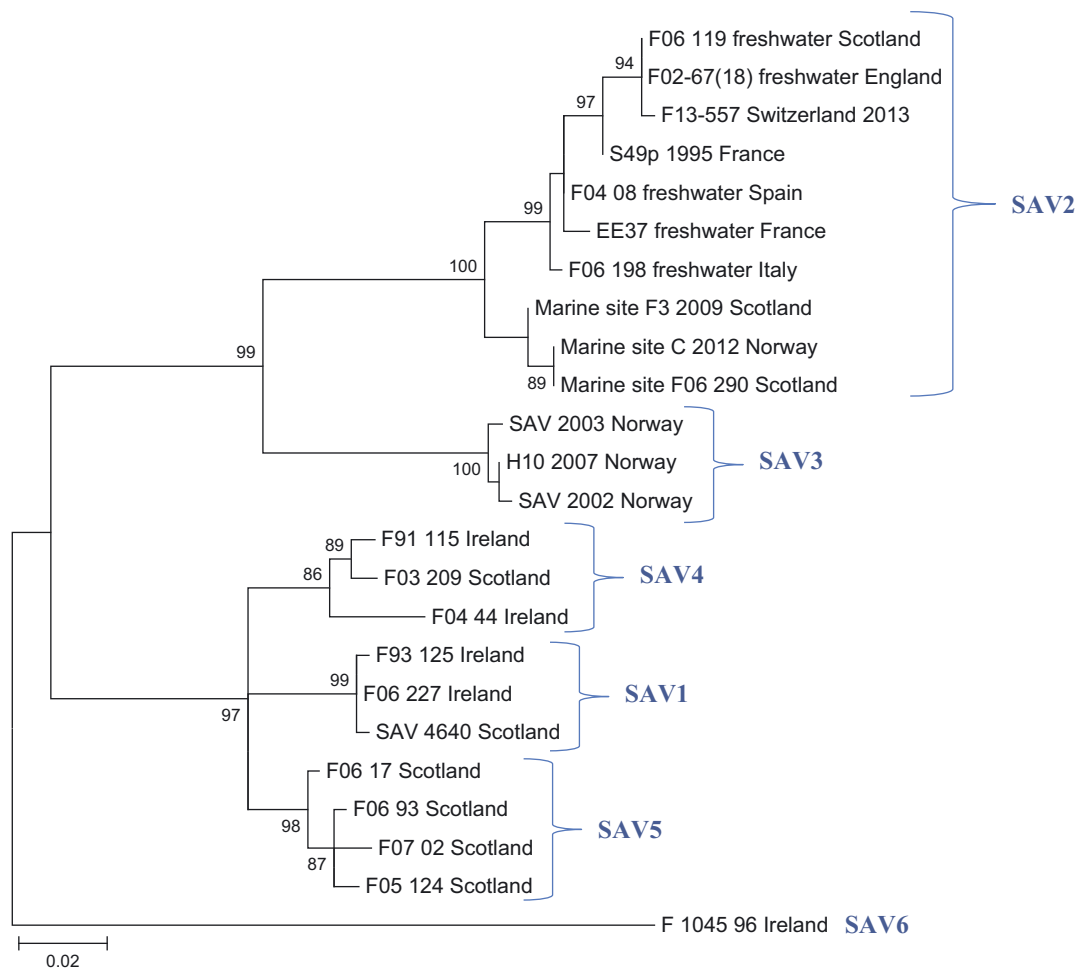 F06 119 freshwater Scotland
94
F02-67(18) freshwater England
97
F13-557 Switzerland 2013
S49p 1995 France
F04 08 freshwater Spain
SAV2
99
EE37 freshwater France
100
F06 198 freshwater Italy
Marine site F3 2009 Scotland
99
Marine site C 2012 Norway
89
Marine site F06 290 Scotland
SAV 2003 Norway
100
H10 2007 Norway
SAV3
SAV 2002 Norway
89
F91 115 Ireland
86
F03 209 Scotland
SAV4
F04 44 Ireland
F93 125 Ireland
99
F06 227 Ireland
SAV1
97
SAV 4640 Scotland
F06 17 Scotland
98
F06 93 Scotland
SAV5
87
F07 02 Scotland
F05 124 Scotland
F 1045 96 Ireland SAV6
0.02